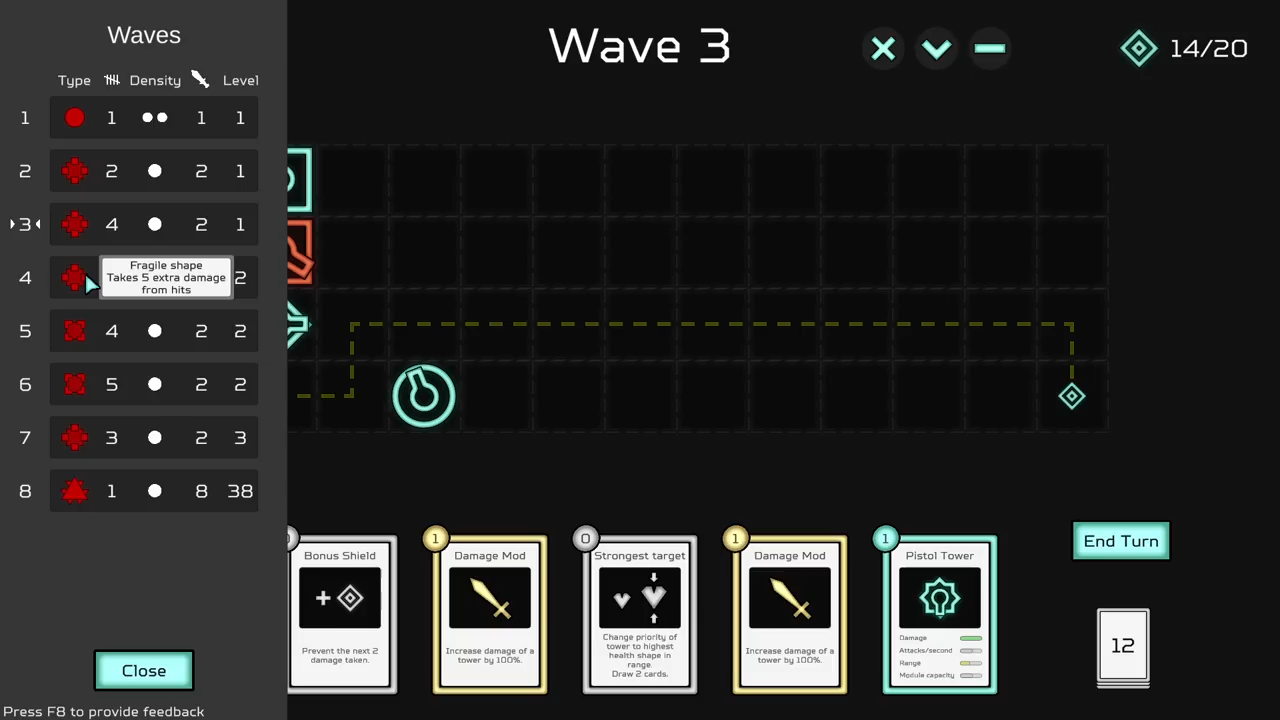 Waves
Wave 3
14/20
Type Density Level
1 1 1 1
2 2 2 1
3 4 2 1
4 Fragile shape 2
Takes 5 extra damage
from hits
5 4 2 2
6 5 2 2
7 3 2 3
8 1 8 38
1 0 1 1
Bonus Shield Damage Mod Strongest target Damage Mod Pistol Tower
Prevent the next 2
damage taken.
Increase damage of a
tower by 100%.
Change priority of
tower to highest
health shape in
range.
Draw 2 cards.
Increase damage of a
tower by 100%.
Damage
Attacks/second
Range
Module capacity
End Turn
12
Close
Press F8 to provide feedback